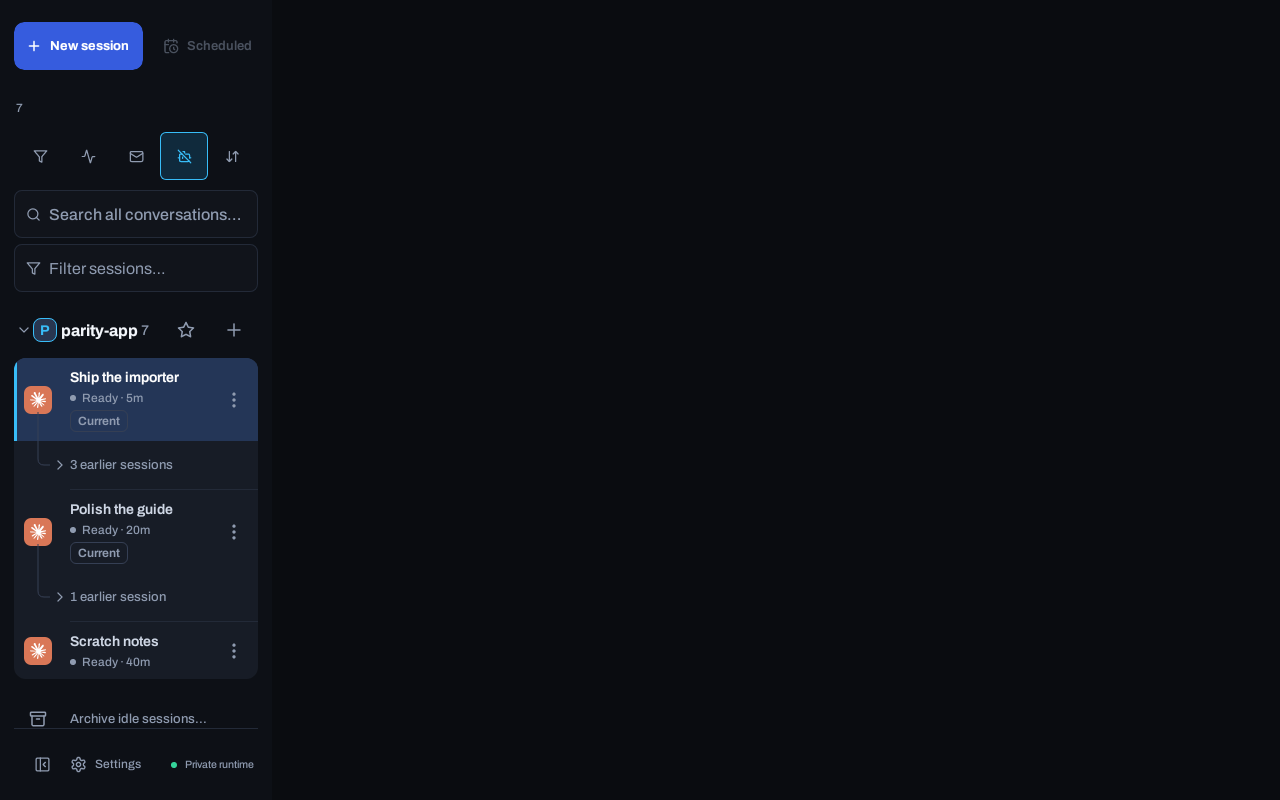 New session
Scheduled
7
Search all conversations...
Filter sessions...
P parity-app 7
Ship the importer
Ready · 5m
Current
3 earlier sessions
Polish the guide
Ready · 20m
Current
1 earlier session
Scratch notes
Ready · 40m
Archive idle sessions...
Settings
Private runtime